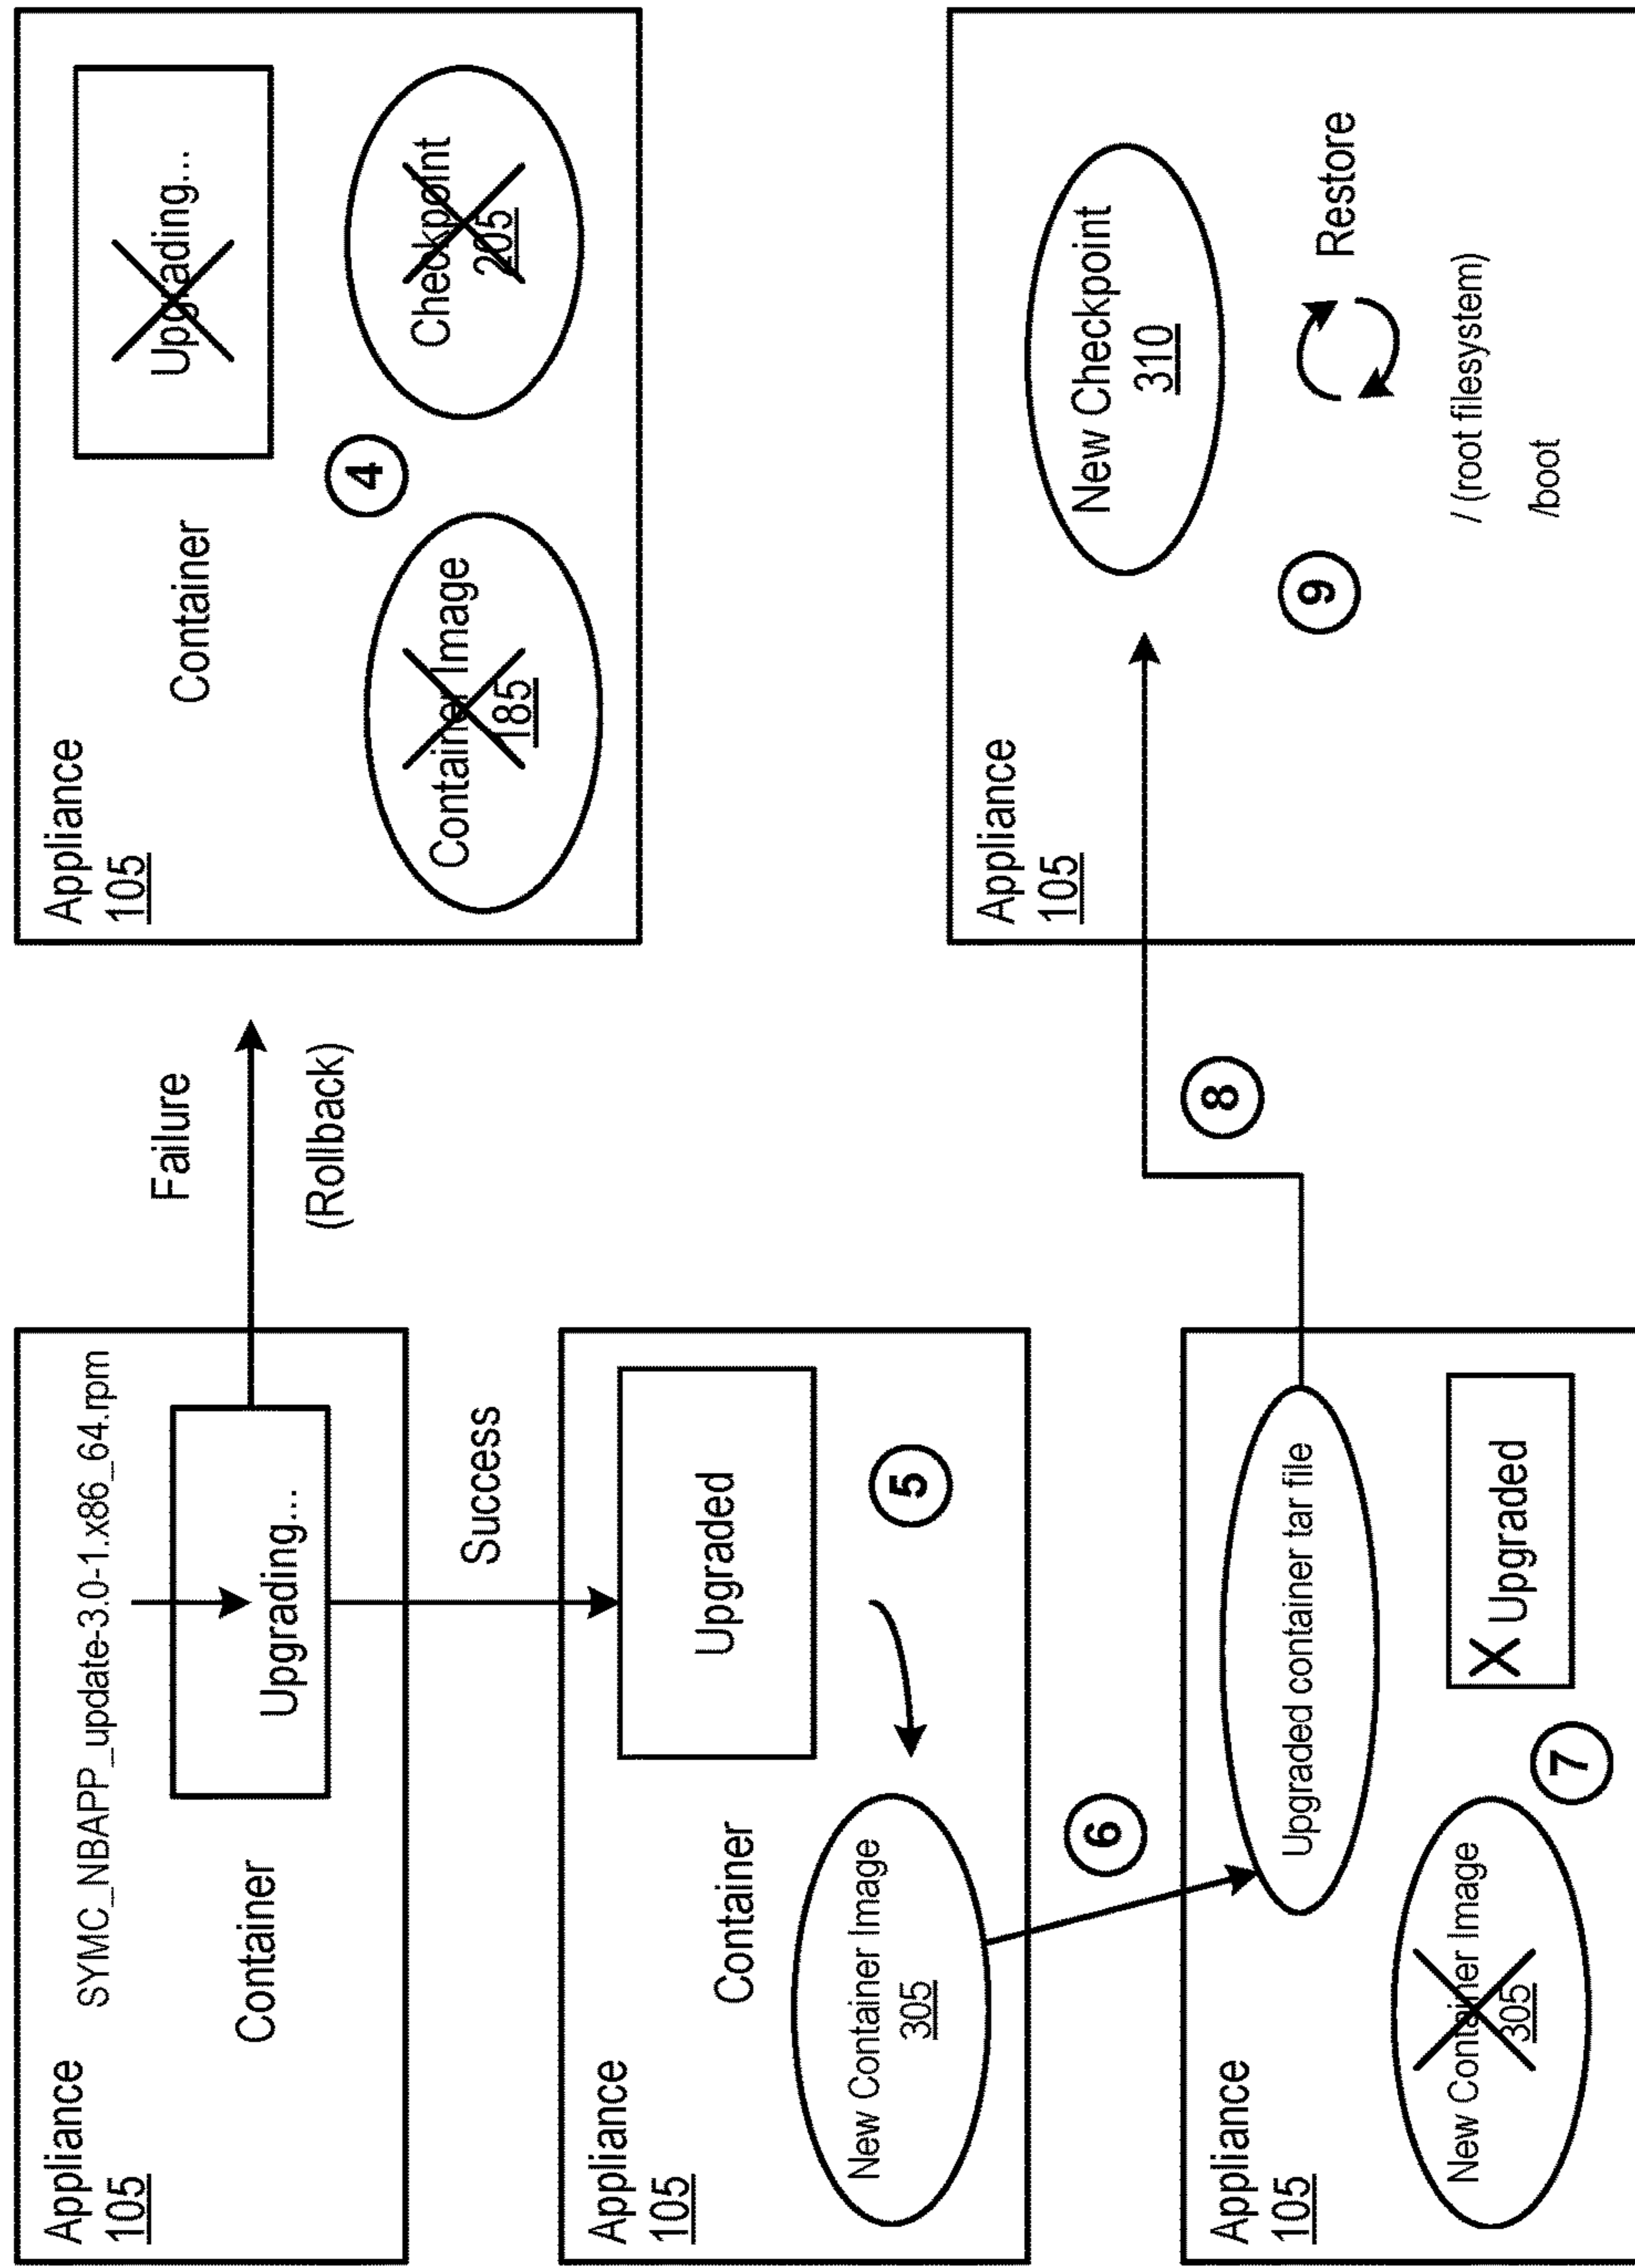 Appliance
105
SYMC_NBAPP_update-3.0-1.x86_64.rpm
Container
Upgrading...
Failure
(Rollback)
Appliance
105
Container
Upgrading...
4
Container Image
185
Checkpoint
205
Success
Appliance
105
Container
Upgraded
5
New Container Image
305
6
Appliance
105
Upgraded container tar file
New Container Image
305
7
X Upgraded
8
Appliance
105
New Checkpoint
310
9
Restore
/ (root filesystem)
/boot